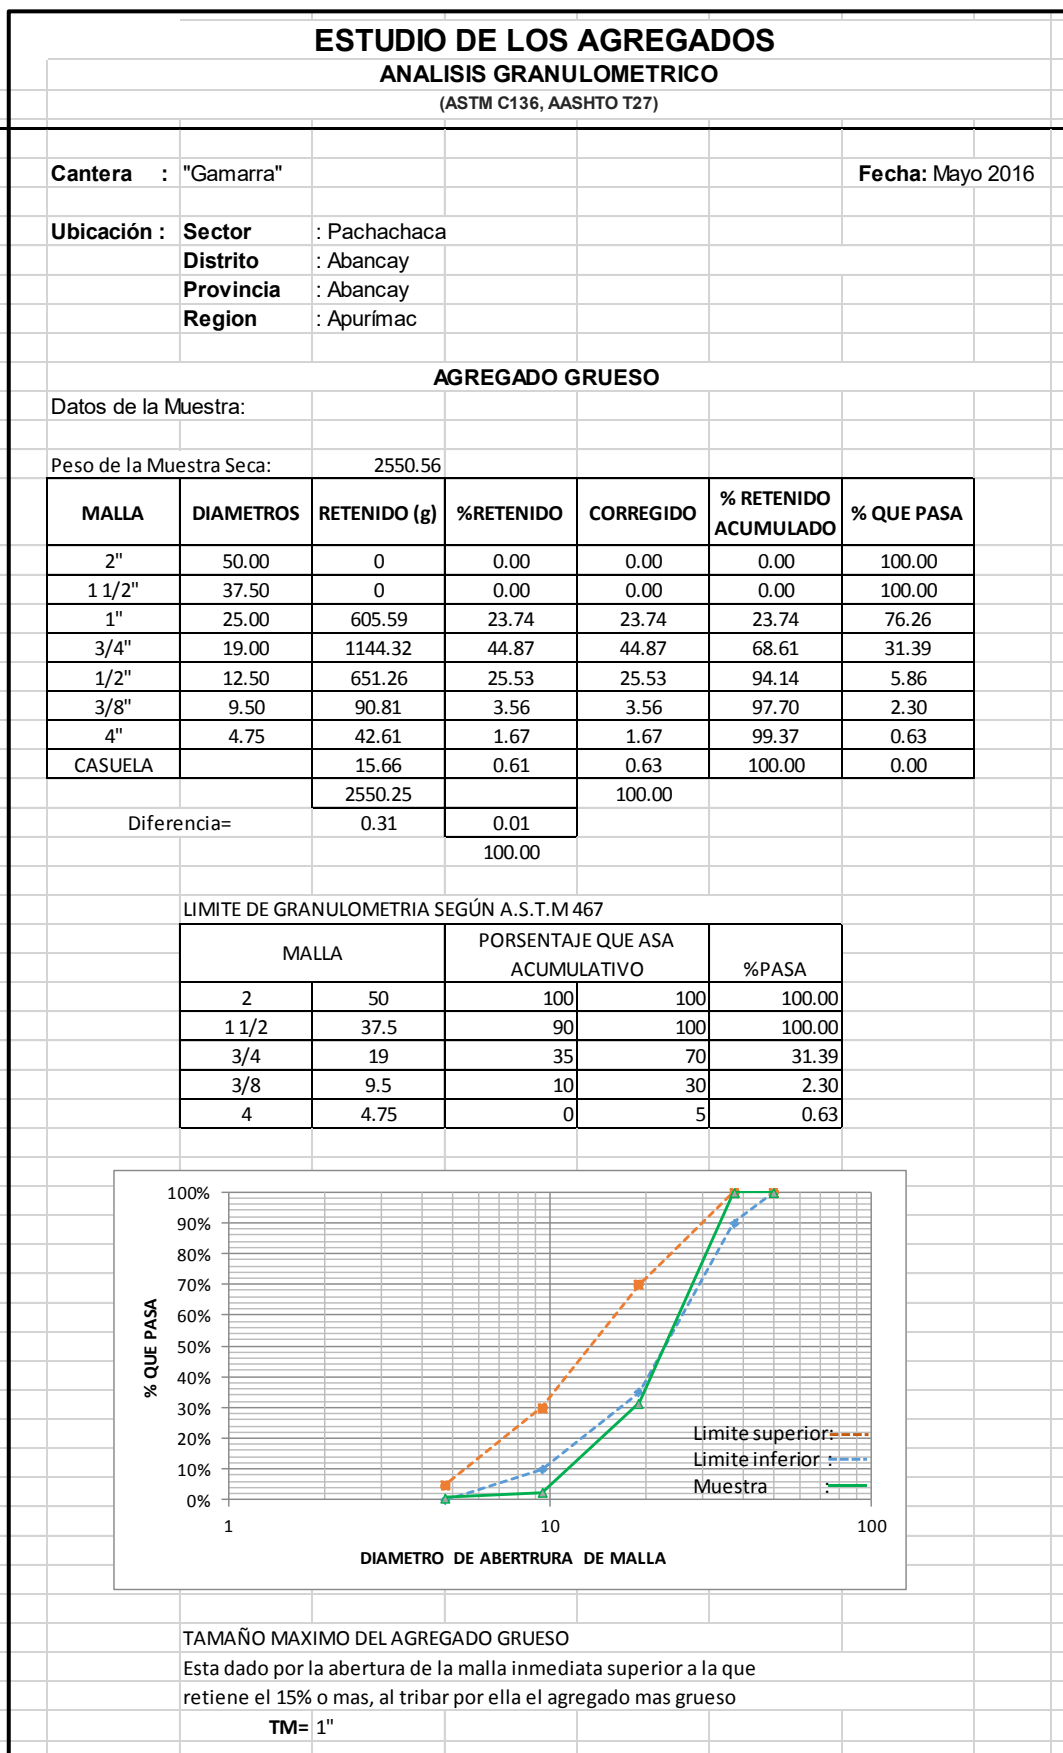 ESTUDIO DE LOS AGREGADOS
ANALISIS GRANULOMETRICO
(ASTM C136, AASHTO T27)
Cantera : "Gamarra" Fecha: Mayo 2016
Ubicación : Sector : Pachachaca
Distrito : Abancay
Provincia : Abancay
Region : Apurímac
AGREGADO GRUESO
Datos de la Muestra:
Peso de la Muestra Seca: 2550.56
MALLA DIAMETROS RETENIDO (g) %RETENIDO CORREGIDO % RETENIDO ACUMULADO % QUE PASA
2" 50.00 0 0.00 0.00 0.00 100.00
1 1/2" 37.50 0 0.00 0.00 0.00 100.00
1" 25.00 605.59 23.74 23.74 23.74 76.26
3/4" 19.00 1144.32 44.87 44.87 68.61 31.39
1/2" 12.50 651.26 25.53 25.53 94.14 5.86
3/8" 9.50 90.81 3.56 3.56 97.70 2.30
4" 4.75 42.61 1.67 1.67 99.37 0.63
CASUELA 15.66 0.61 0.63 100.00 0.00
2550.25 100.00
Diferencia= 0.31 0.01
100.00
LIMITE DE GRANULOMETRIA SEGÚN A.S.T.M 467
MALLA PORSENTAJE QUE ASA ACUMULATIVO %PASA
2 50 100 100 100.00
1 1/2 37.5 90 100 100.00
3/4 19 35 70 31.39
3/8 9.5 10 30 2.30
4 4.75 0 5 0.63
% QUE PASA
100%
90%
80%
70%
60%
50%
40%
30%
20%
10%
0%
Limite superior:
Limite inferior :
Muestra :
1 10 100
DIAMETRO DE ABERTRURA DE MALLA
TAMAÑO MAXIMO DEL AGREGADO GRUESO
Esta dado por la abertura de la malla inmediata superior a la que
retiene el 15% o mas, al tribar por ella el agregado mas grueso
TM= 1"